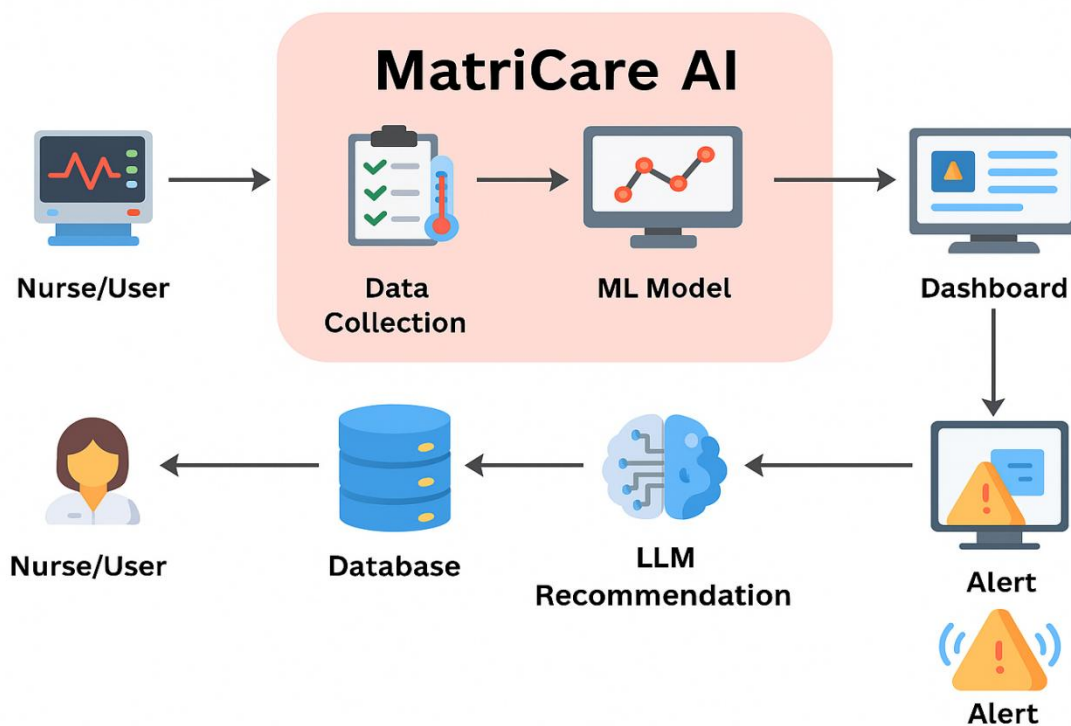 MatriCare AI
Nurse/User
Data
Collection
ML Model
Dashboard
Nurse/User
Database
LLM
Recommendation
Alert
Alert